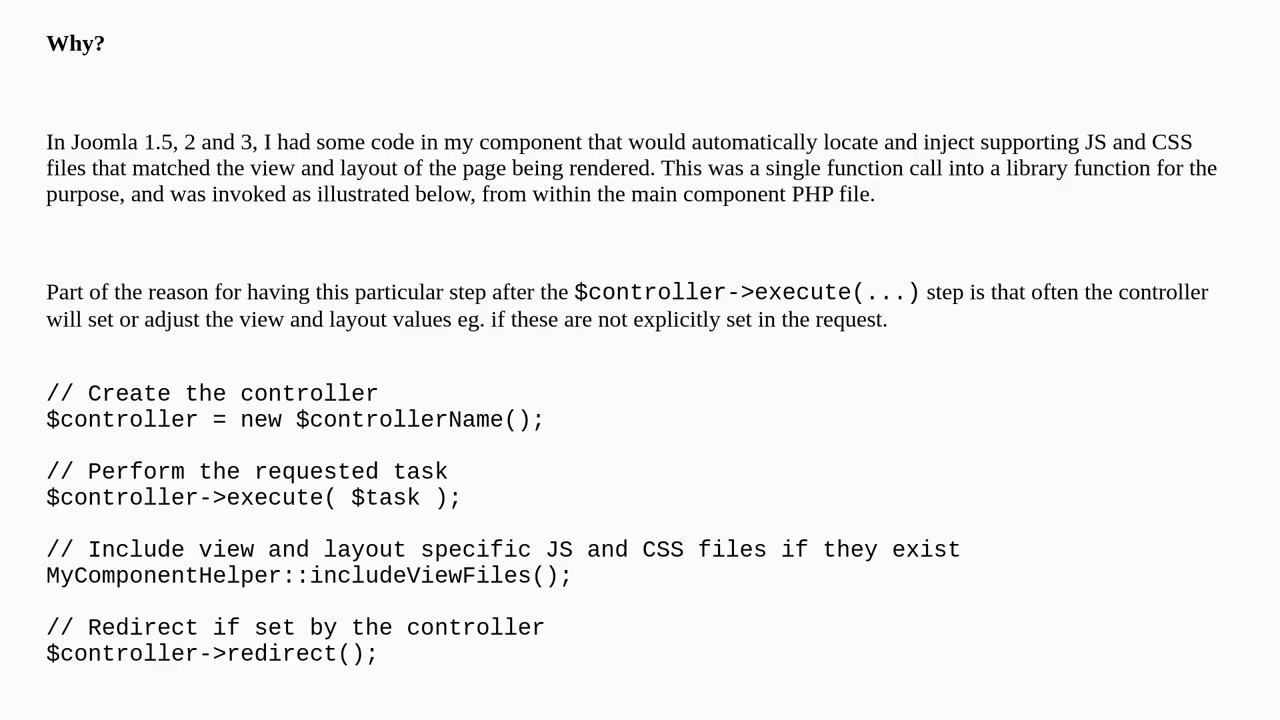 Why?
In Joomla 1.5, 2 and 3, I had some code in my component that would automatically locate and inject supporting JS and CSS
files that matched the view and layout of the page being rendered. This was a single function call into a library function for the
purpose, and was invoked as illustrated below, from within the main component PHP file.
Part of the reason for having this particular step after the $controller->execute(...) step is that often the controller
will set or adjust the view and layout values eg. if these are not explicitly set in the request.
// Create the controller
$controller = new $controllerName();
// Perform the requested task
$controller->execute( $task );
// Include view and layout specific JS and CSS files if they exist
MyComponentHelper::includeViewFiles();
// Redirect if set by the controller
$controller->redirect();